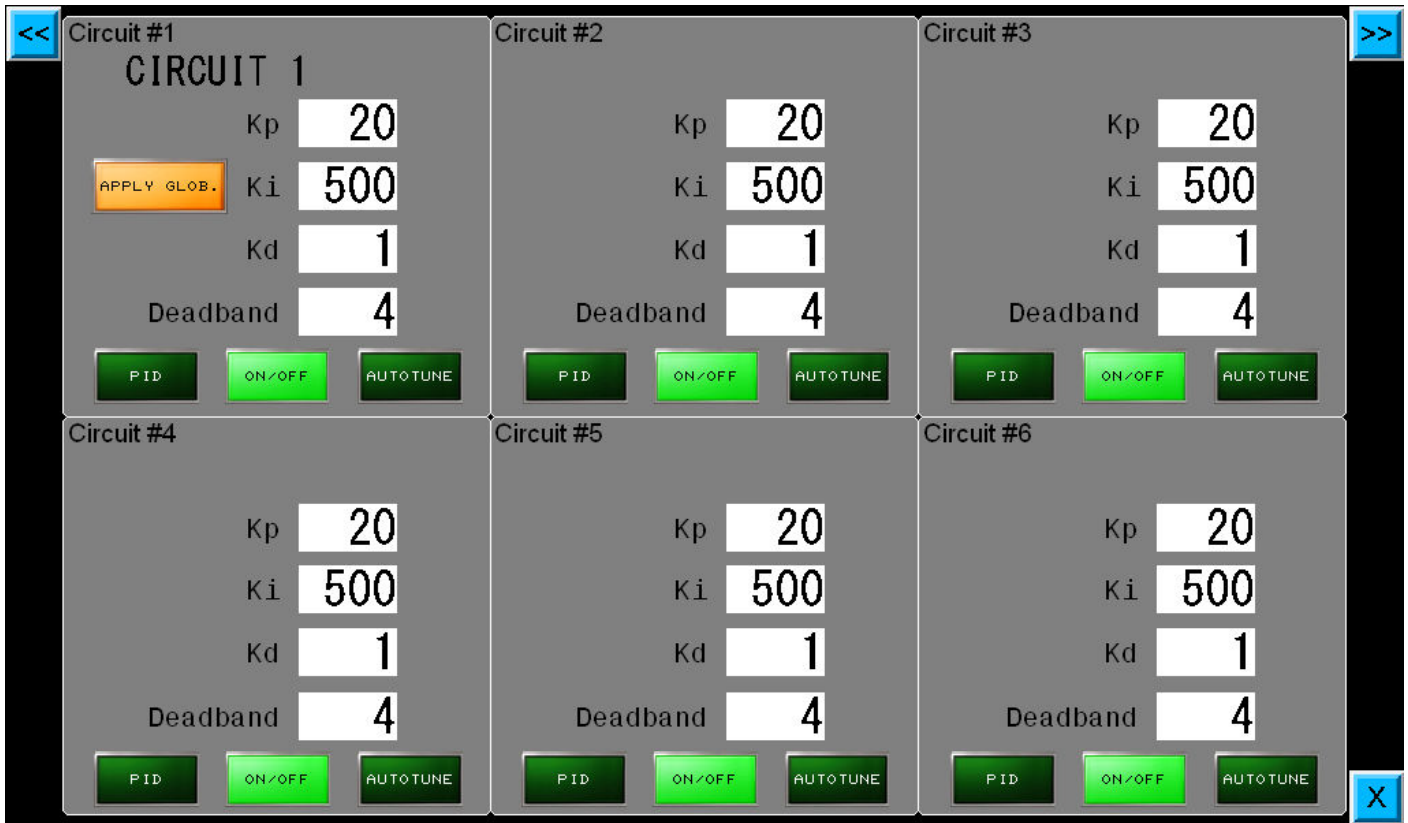 <<
>>
Circuit #1
CIRCUIT 1
Kp 20
APPLY GLOB. Ki 500
Kd 1
Deadband 4
PID ON/OFF AUTOTUNE
Circuit #2
Kp 20
Ki 500
Kd 1
Deadband 4
PID ON/OFF AUTOTUNE
Circuit #3
Kp 20
Ki 500
Kd 1
Deadband 4
PID ON/OFF AUTOTUNE
Circuit #4
Kp 20
Ki 500
Kd 1
Deadband 4
PID ON/OFF AUTOTUNE
Circuit #5
Kp 20
Ki 500
Kd 1
Deadband 4
PID ON/OFF AUTOTUNE
Circuit #6
Kp 20
Ki 500
Kd 1
Deadband 4
PID ON/OFF AUTOTUNE
X